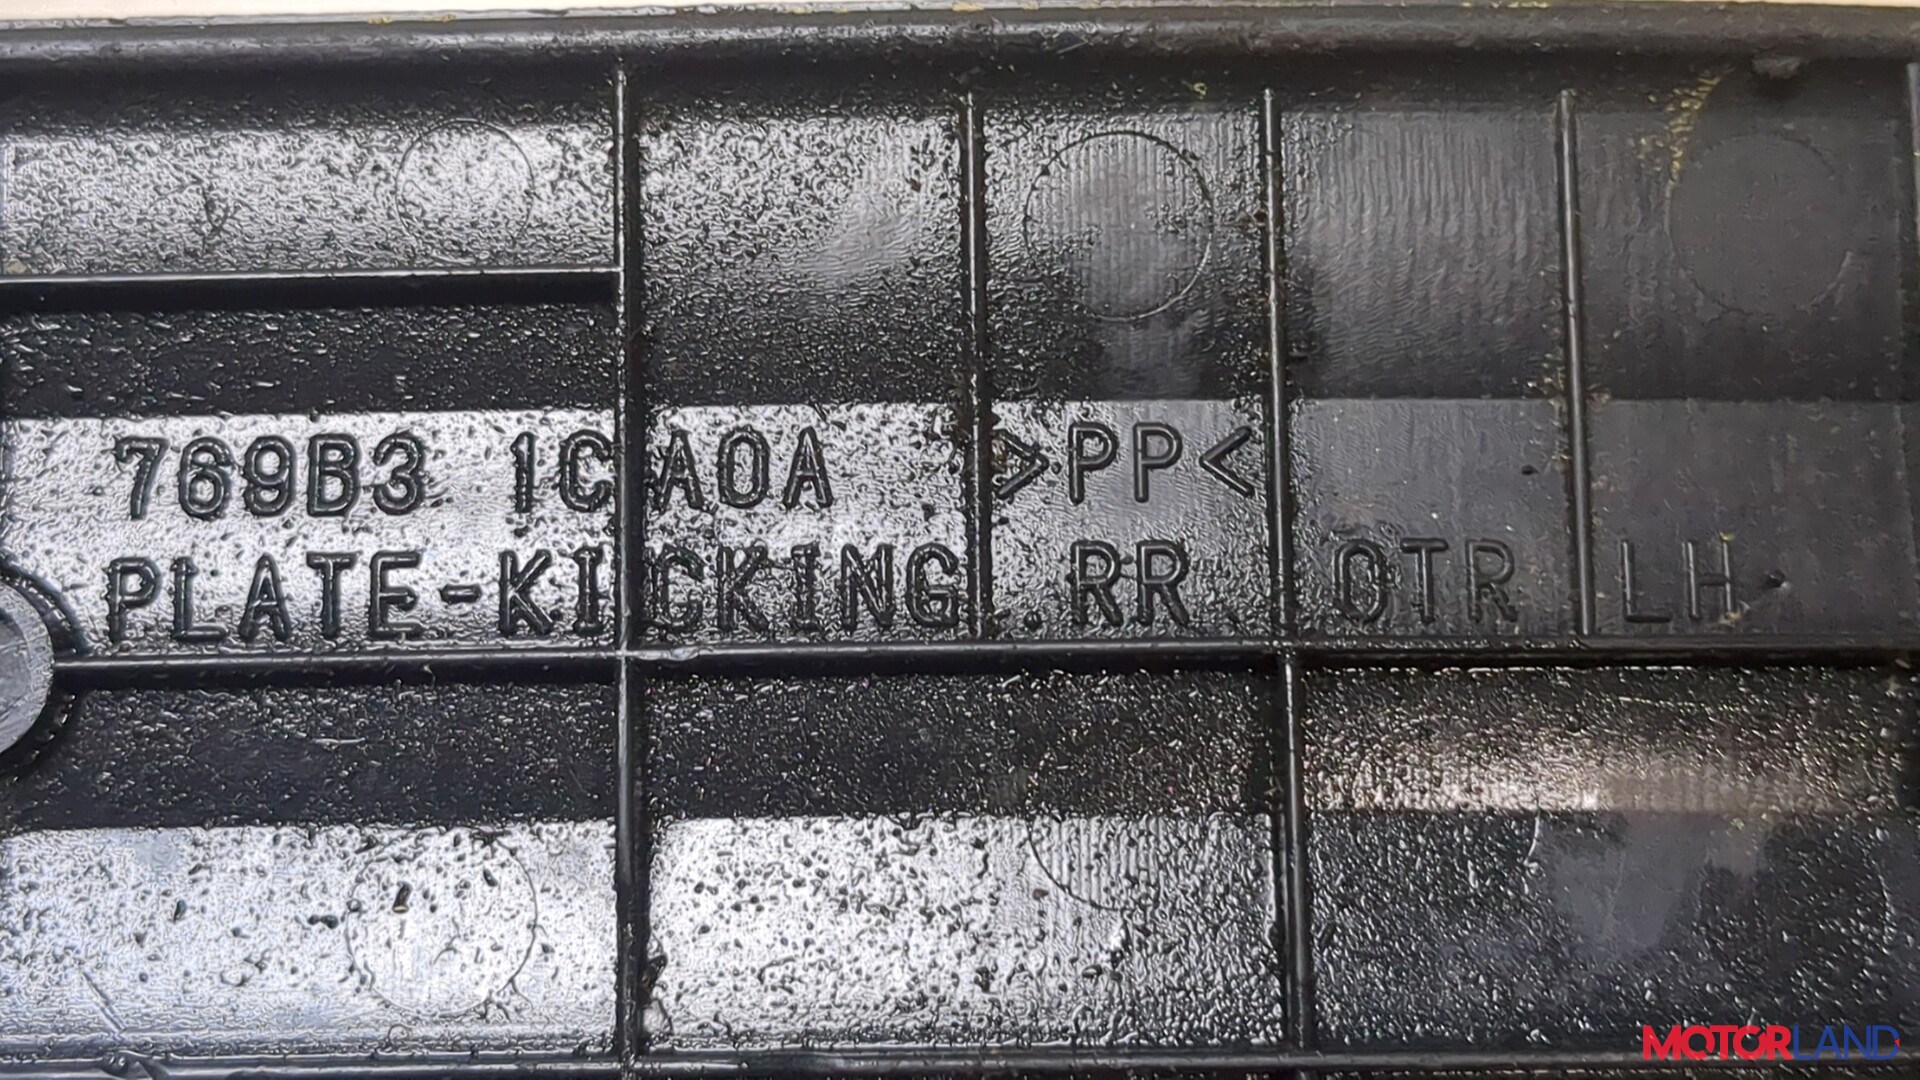 769B3 1CA0A >PP<
PLATE-KICKING.RR OTR LH
MOTORLAND